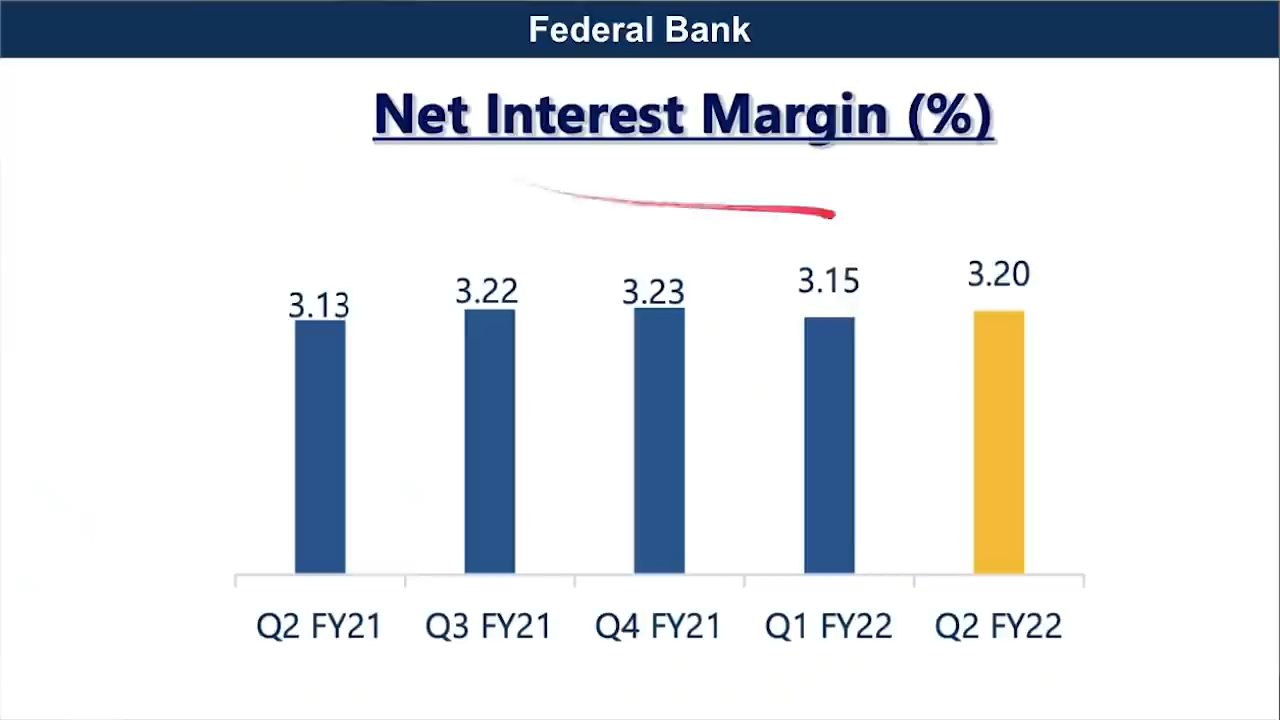 Federal Bank
Net Interest Margin (%)
3.13
3.22
3.23
3.15
3.20
Q2 FY21
Q3 FY21
Q4 FY21
Q1 FY22
Q2 FY22